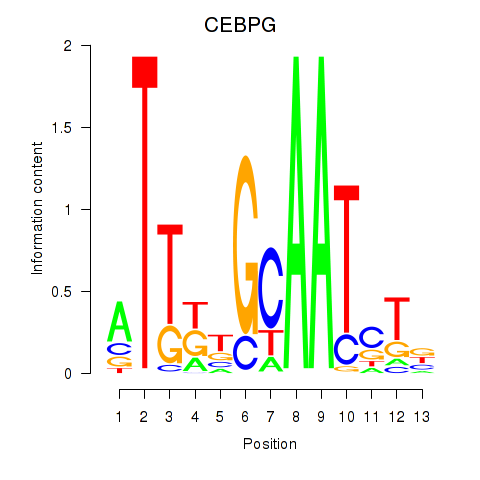 CEBPG
2
1.5
1
0.5
0
Information content
A C G T
T
T G C
T G A
T G C A
G C
C T A
A
A
T C G
C G T A
T G A C
G T C
1 2 3 4 5 6 7 8 9 10 11 12 13
Position